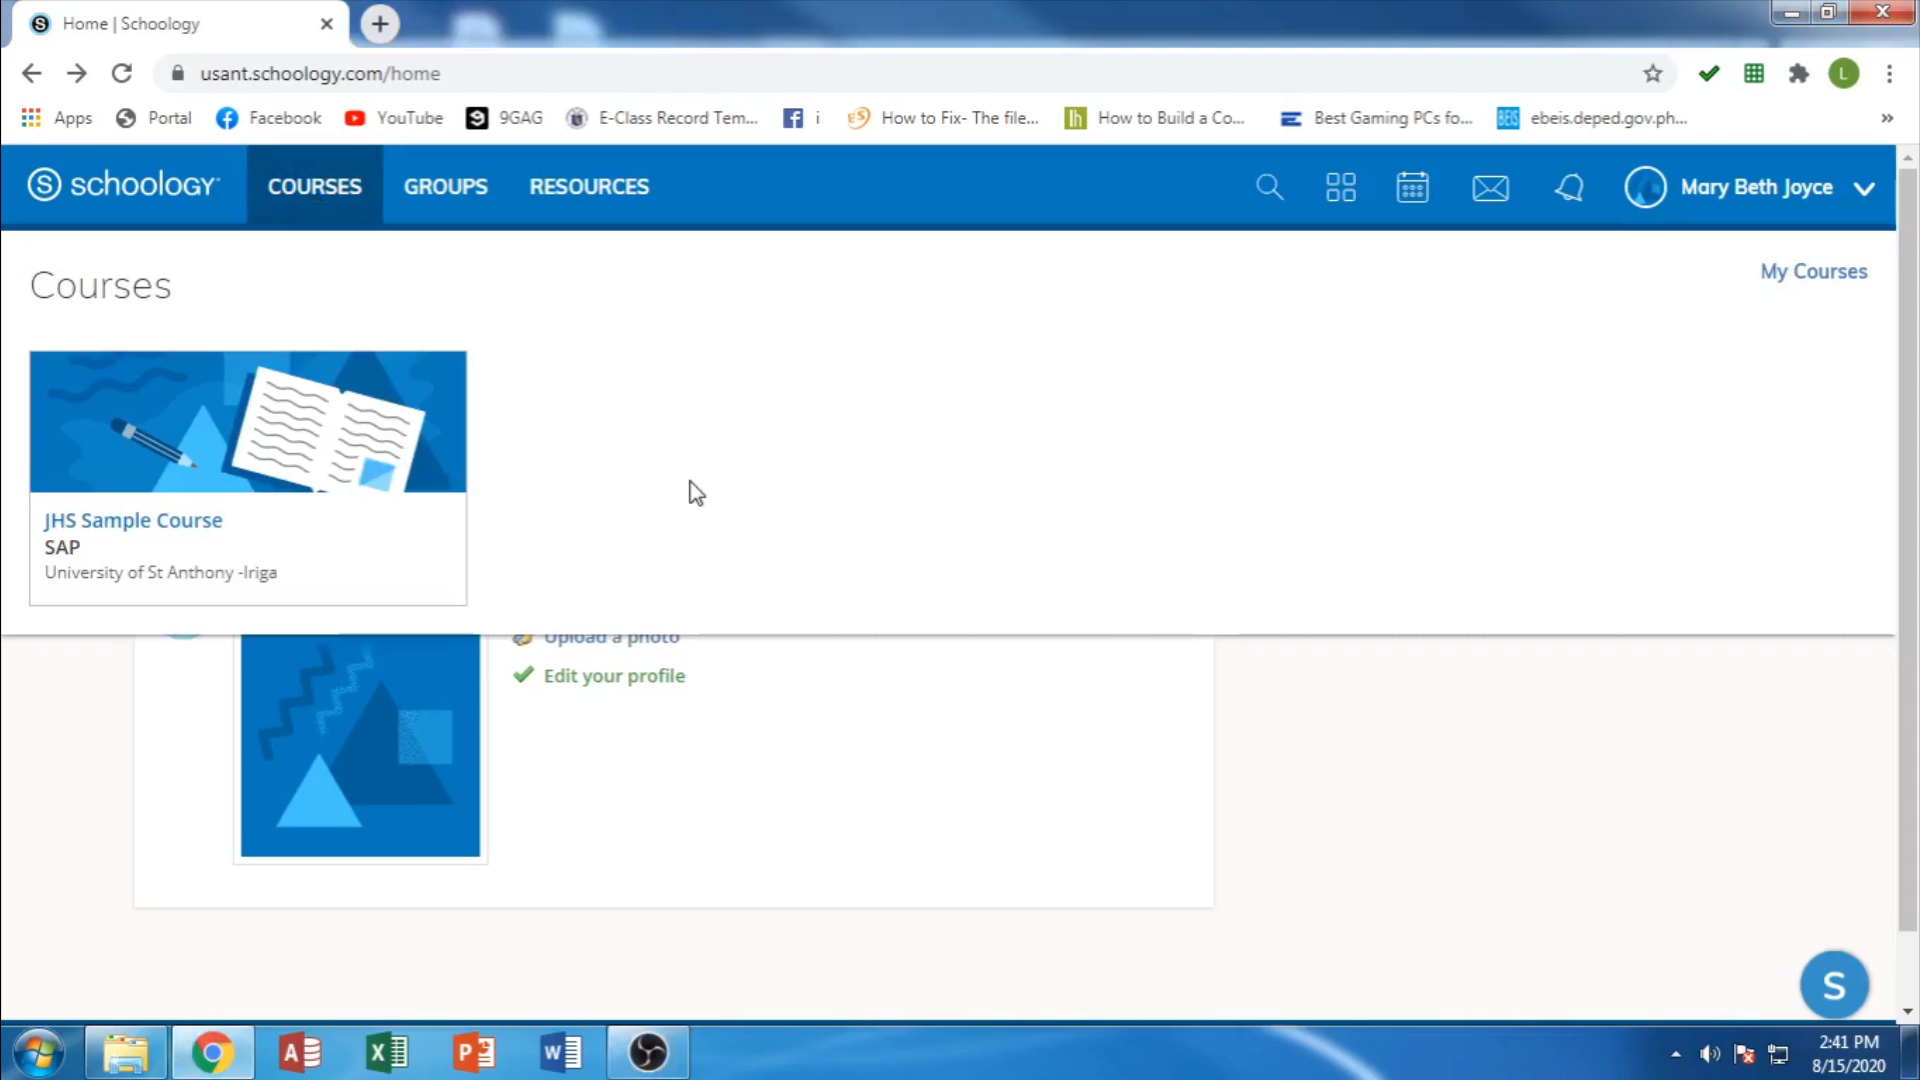 Home | Schoology
usant.schoology.com/home
L
Apps Portal Facebook YouTube 9GAG E-Class Record Tem... i How to Fix- The file... How to Build a Co... Best Gaming PCs fo... ebeis.deped.gov.ph... »
schoology COURSES GROUPS RESOURCES Mary Beth Joyce
Courses
My Courses
JHS Sample Course
SAP
University of St Anthony -Iriga
Upload a photo
Edit your profile
S
2:41 PM
8/15/2020